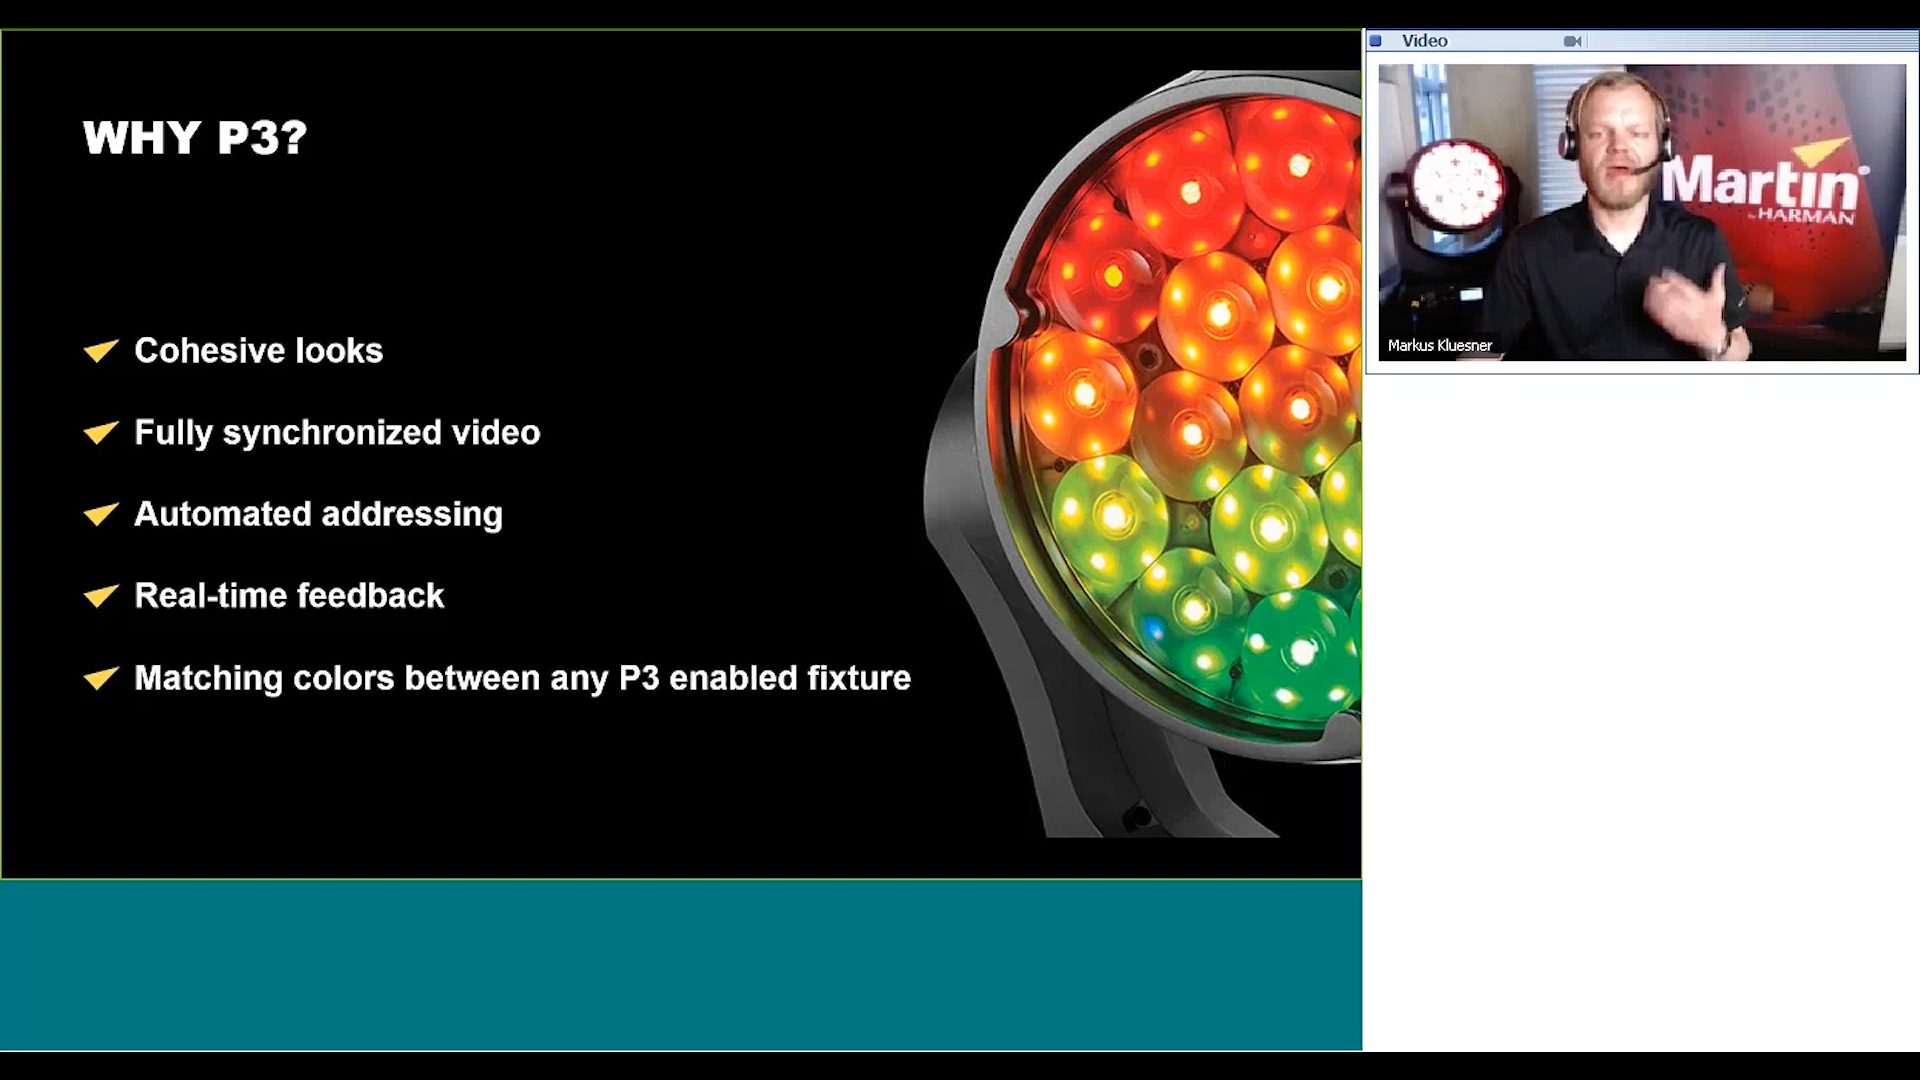 WHY P3?
Cohesive looks
Fully synchronized video
Automated addressing
Real-time feedback
Matching colors between any P3 enabled fixture
Video
Martin®
by HARMAN
Markus Kluesner